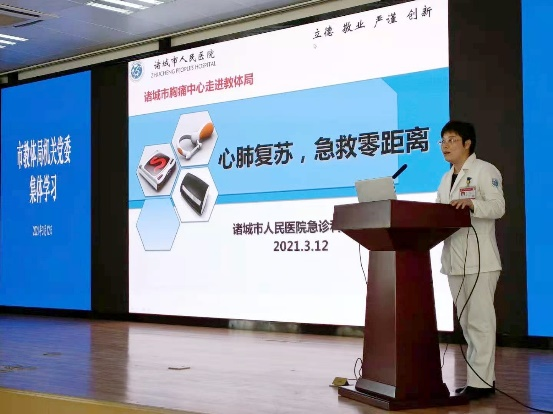 市教体局机关党委
集体学习
诸城市人民医院
ZHUCHENG PEOPLE'S HOSPITAL
立德 敬业 严谨 创新
诸城市胸痛中心走进教体局
心肺复苏，急救零距离
诸城市人民医院急诊科
2021.3.12